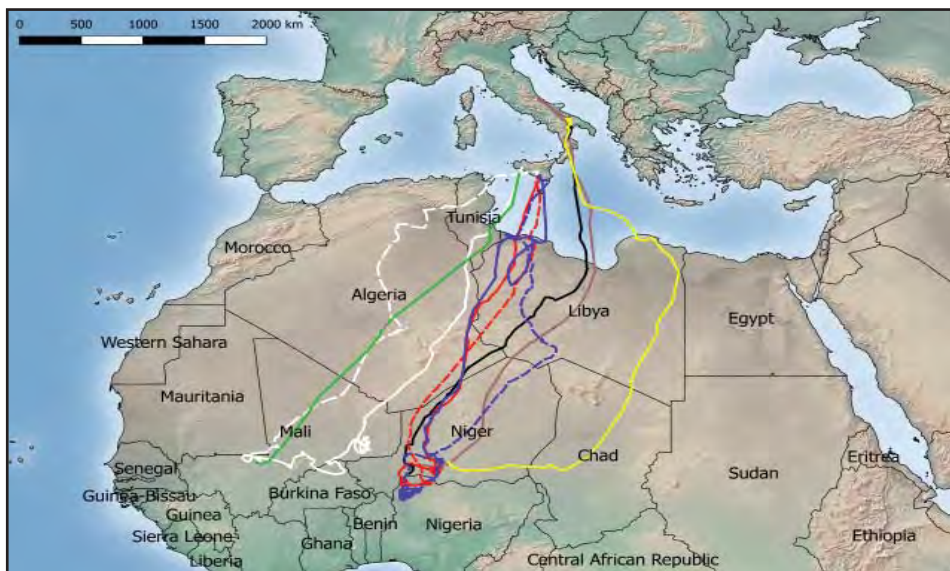 0 500 1000 1500 2000 km
Tunisia
Morocco
Algeria
Libya
Egypt
Western Sahara
Mauritania
Mali
Niger
Chad
Sudan
Eritrea
Senegal
Guinea-Bissau
Burkina Faso
Guinea
Benin
Nigeria
Sierra Leone
Ghana
Ethiopia
Liberia
Central African Republic